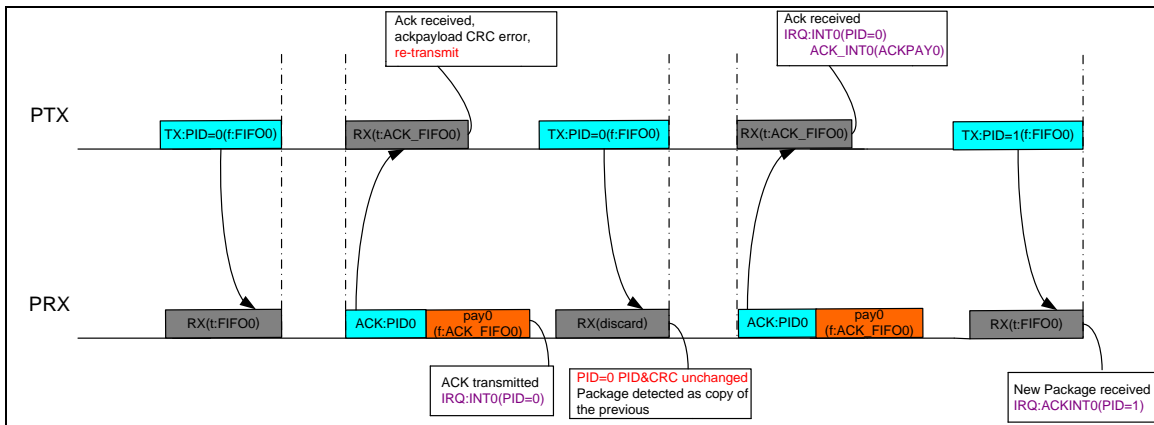 Ack received,
ackpayload CRC error,
re-transmit
Ack received
IRQ:INT0(PID=0)
ACK_INT0(ACKPAY0)
PTX
TX:PID=0(f:FIFO0)
RX(t:ACK_FIFO0)
TX:PID=0(f:FIFO0)
RX(t:ACK_FIFO0)
TX:PID=1(f:FIFO0)
PRX
RX(t:FIFO0)
ACK:PID0
pay0
(f:ACK_FIFO0)
RX(discard)
ACK:PID0
pay0
(f:ACK_FIFO0)
RX(t:FIFO0)
ACK transmitted
IRQ:INT0(PID=0)
PID=0 PID&CRC unchanged
Package detected as copy of
the previous
New Package received
IRQ:ACKINT0(PID=1)